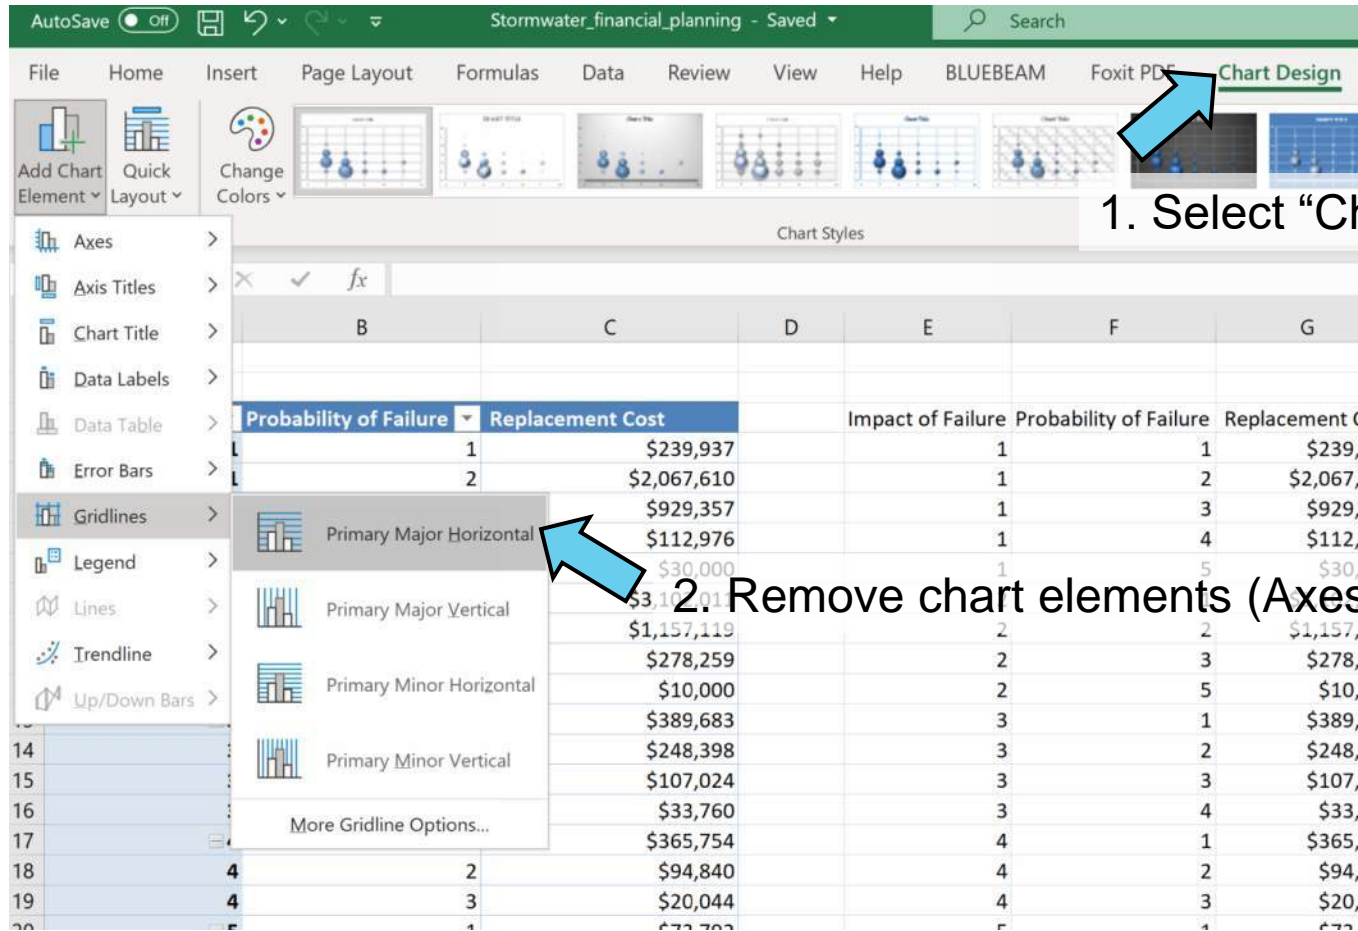 AutoSave Off Stormwater_financial_planning - Saved Search
File Home Insert Page Layout Formulas Data Review View Help BLUEBEAM Foxit PDF Chart Design
Add Chart Element Quick Layout Change Colors
Chart Styles
1. Select “Ch
Axes
Axis Titles
Chart Title
Data Labels
Data Table
Error Bars
Gridlines
Legend
Lines
Trendline
Up/Down Bars
Primary Major Horizontal
Primary Major Vertical
Primary Minor Horizontal
Primary Minor Vertical
More Gridline Options...
2. Remove chart elements (Axes
fx
B C D E F G
Probability of Failure Replacement Cost Impact of Failure Probability of Failure Replacement
1 1 $239,937 1 1 $239,
1 2 $2,067,610 1 2 $2,067,
$929,357 1 3 $929,
$112,976 1 4 $112,
$30,000 1 5 $30,
$1,157,119 2 2 $1,157,
$278,259 2 3 $278,
$10,000 2 5 $10,
$389,683 3 1 $389,
14 $248,398 3 2 $248,
15 $107,024 3 3 $107,
16 $33,760 3 4 $33,
17 $365,754 4 1 $365,
18 4 2 $94,840 4 2 $94,
19 4 3 $20,044 4 3 $20,